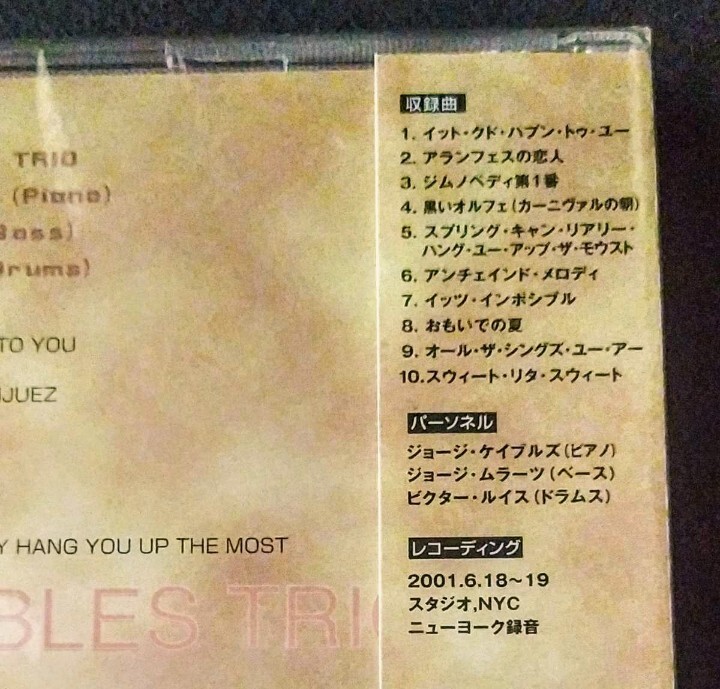 TRIO
(Piano)
Bass)
Drums)
TO YOU
JUEZ
Y HANG YOU UP THE MOST
BLES TRIO
収録曲
1. イット・クド・ハプン・トゥ・ユー
2. アランフェスの恋人
3. ジムノペディ第1番
4. 黒いオルフェ(カーニヴァルの朝)
5. スプリング・キャン・リアリー・
ハング・ユー・アップ・ザ・モウスト
6. アンチェインド・メロディ
7. イッツ・インポシブル
8. おもいでの夏
9. オール・ザ・シングズ・ユー・アー
10.スウィート・リタ・スウィート
パーソネル
ジョージ・ケイブルズ(ピアノ)
ジョージ・ムラーツ(ベース)
ビクター・ルイス(ドラムス)
レコーディング
2001.6.18〜19
スタジオ,NYC
ニューヨーク録音